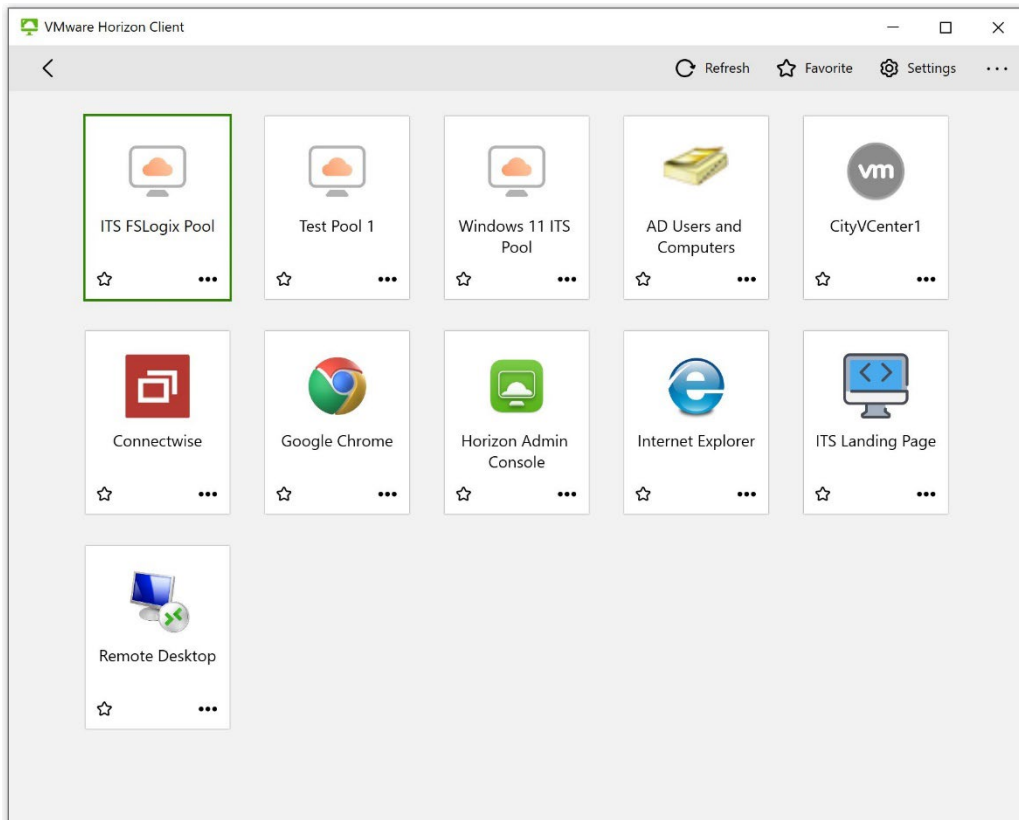 VMware Horizon Client
Refresh Favorite Settings
ITS FSLogix Pool
Test Pool 1
Windows 11 ITS
Pool
AD Users and
Computers
vm
CityVCenter1
Connectwise
Google Chrome
Horizon Admin
Console
Internet Explorer
ITS Landing Page
Remote Desktop